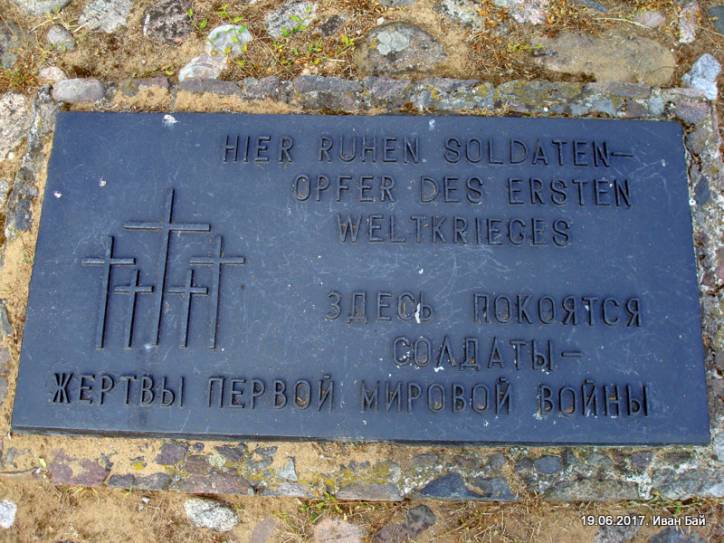 HIER RUHEN SOLDATEN–
OPFER DES ERSTEN
WELTKRIEGES
ЗДЕСЬ ПОКОЯТСЯ
СОЛДАТЫ–
ЖЕРТВЫ ПЕРВОЙ МИРОВОЙ ВОЙНЫ
19.06.2017. Иван Бай